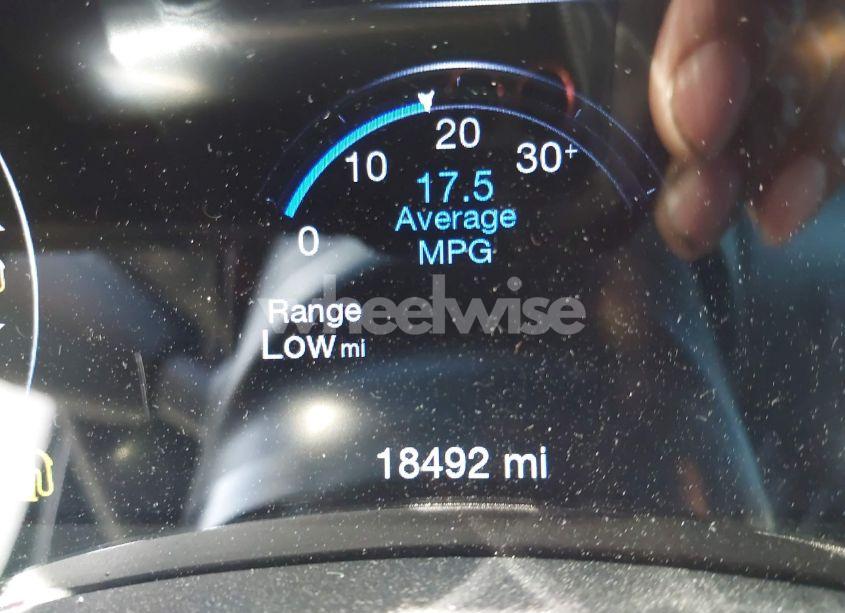 20
10
30+
17.5
Average
MPG
0
wheelwise
Range
LOW mi
18492 mi